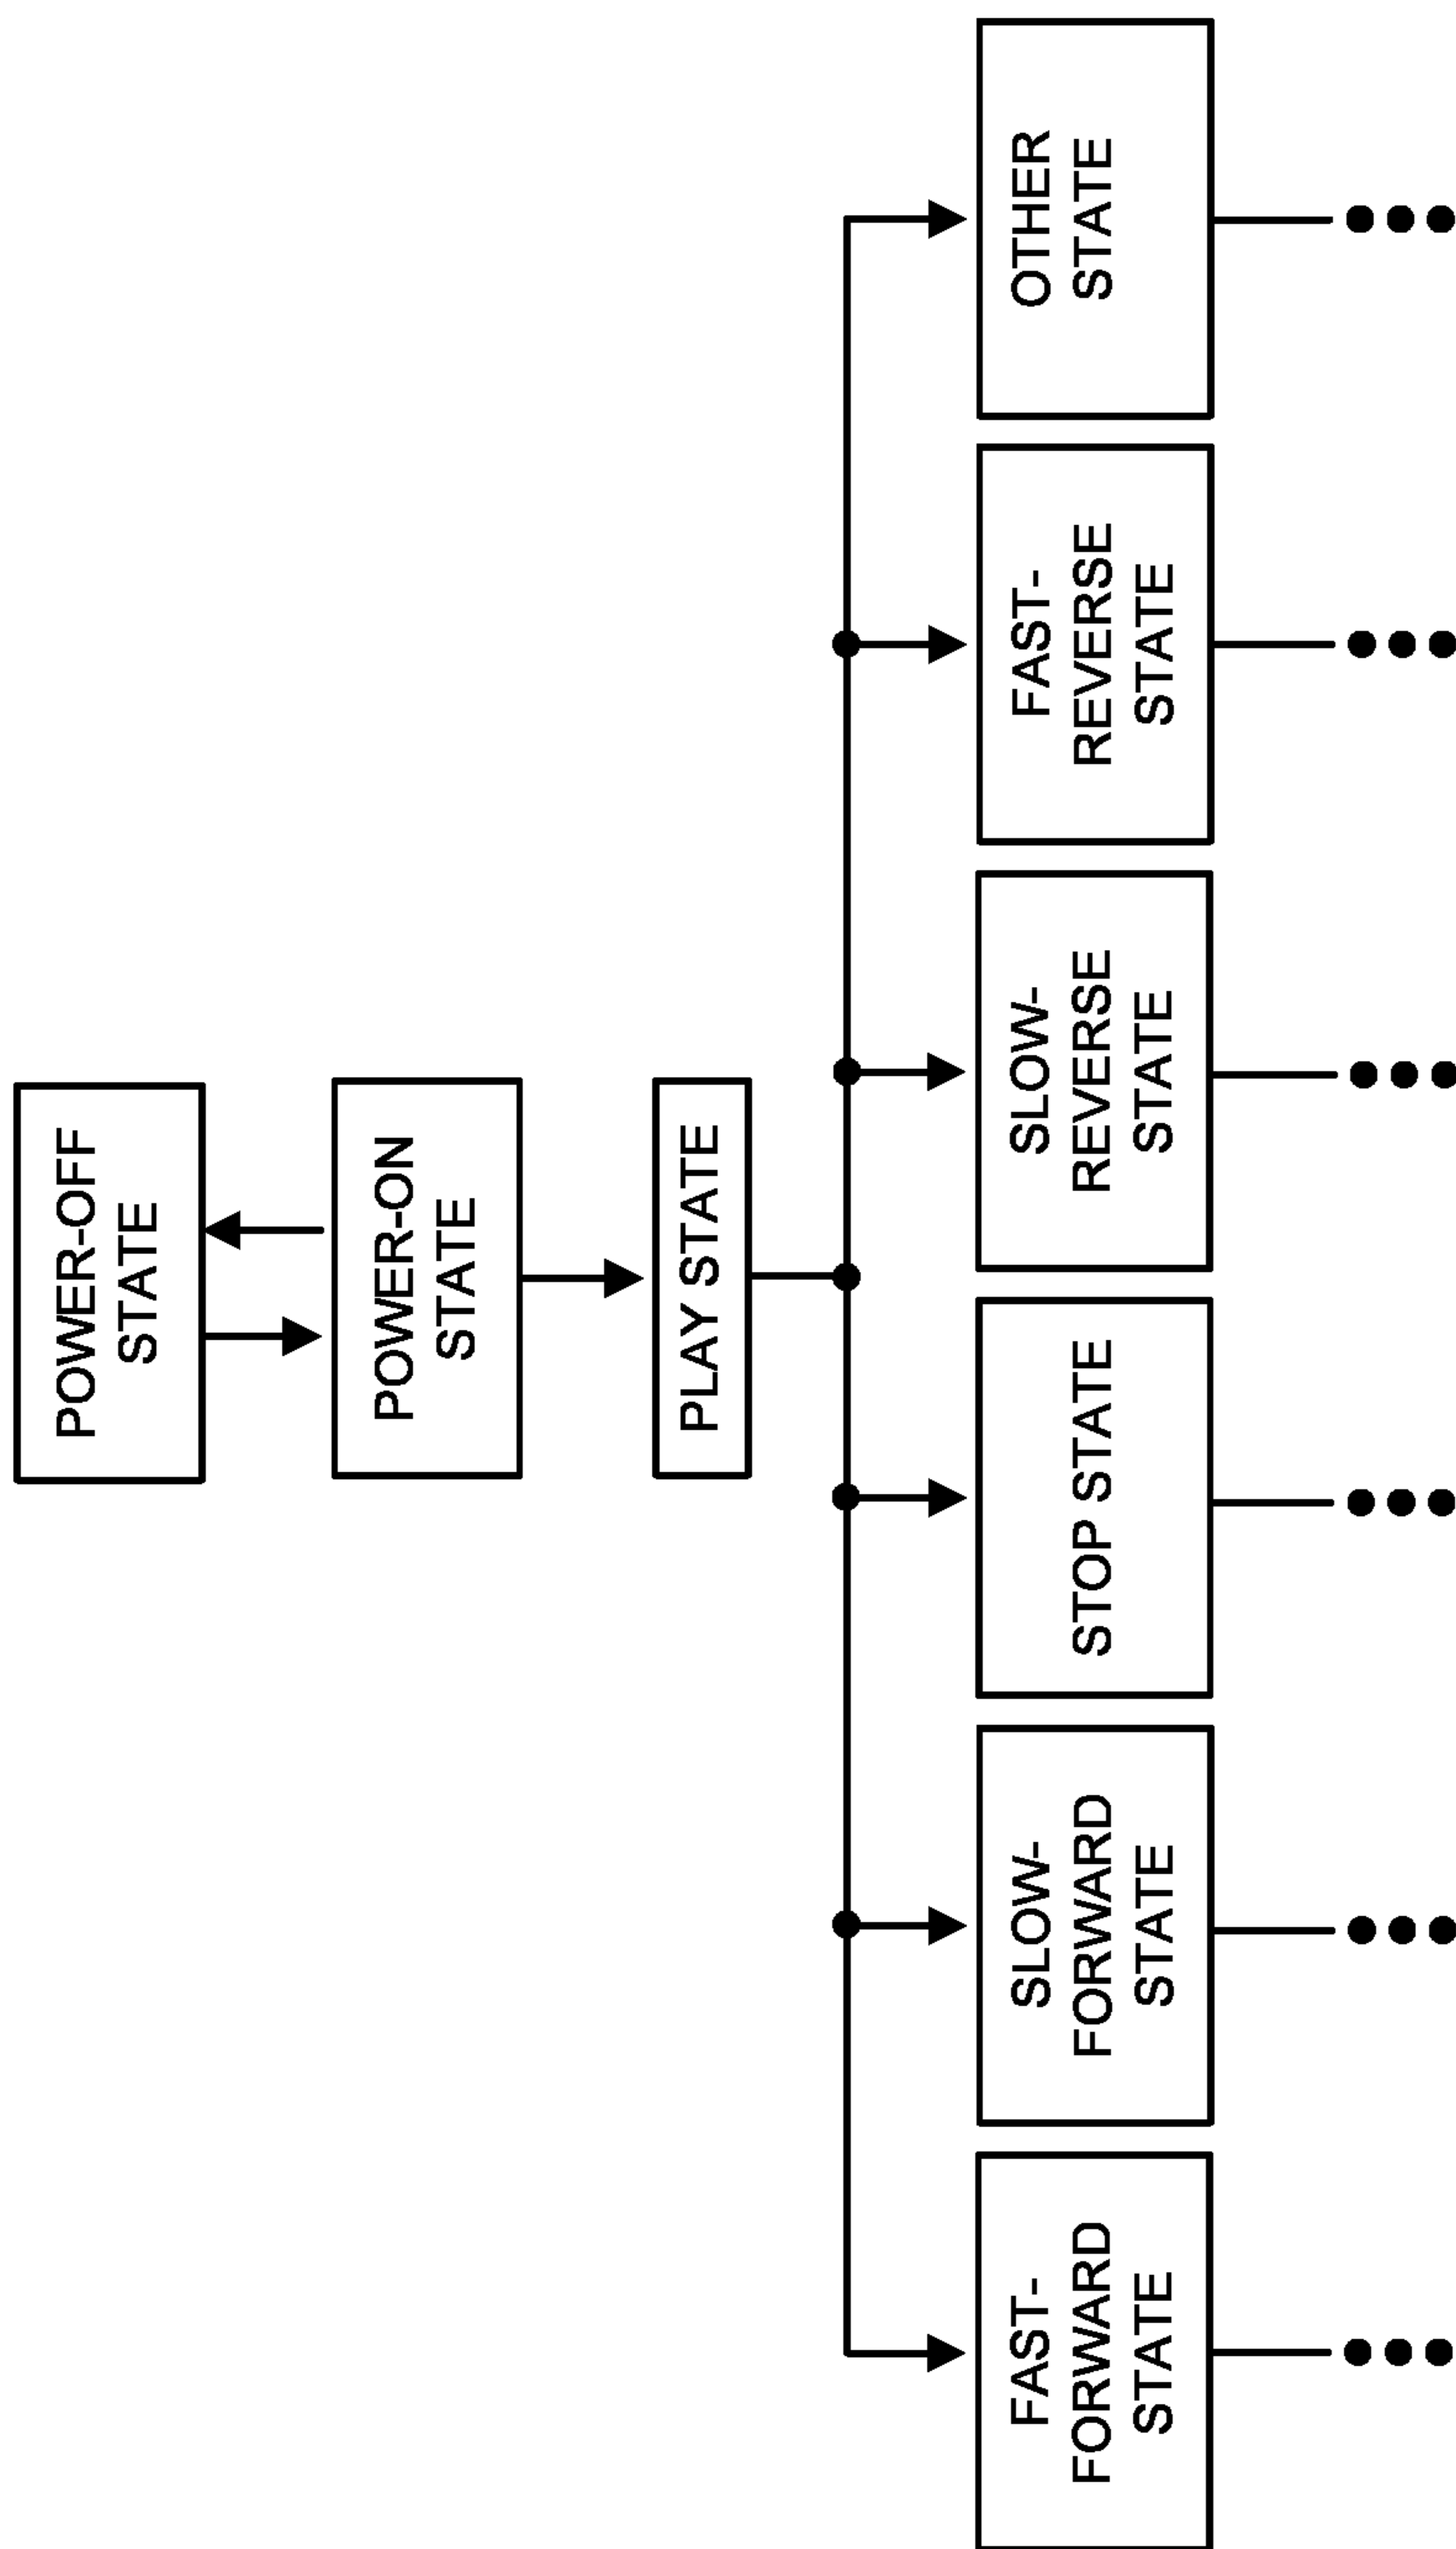 POWER-OFF
STATE
POWER-ON
STATE
PLAY STATE
FAST-
FORWARD
STATE
SLOW-
FORWARD
STATE
STOP STATE
SLOW-
REVERSE
STATE
FAST-
REVERSE
STATE
OTHER
STATE